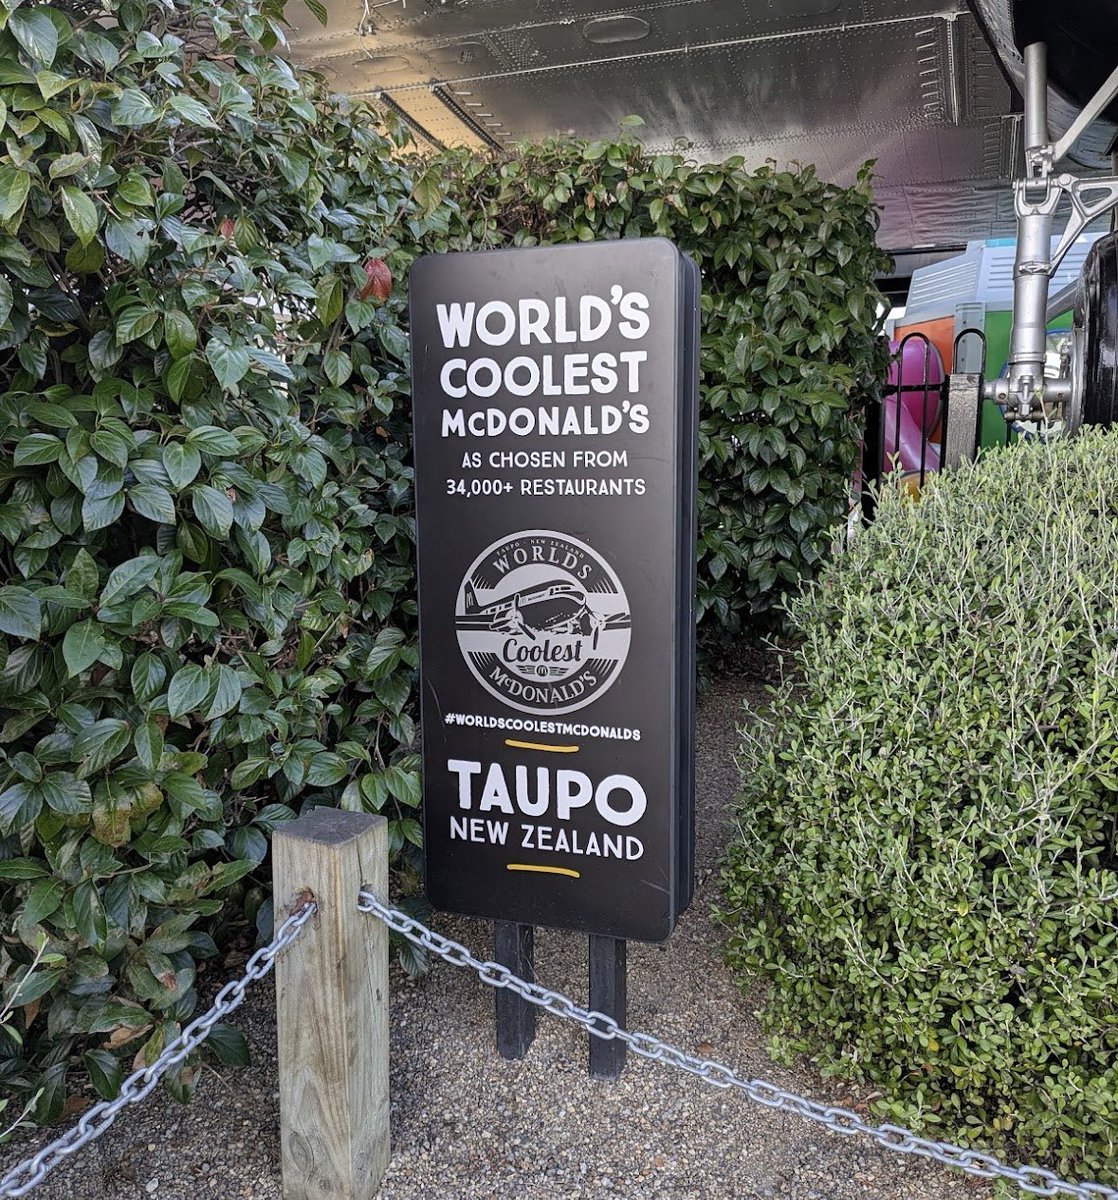 WORLD'S
COOLEST
McDONALD'S
AS CHOSEN FROM
34,000+ RESTAURANTS
TAUPO - NEW ZEALAND
WORLDS
Coolest
McDONALD'S
#WORLDSCOOLESTMCDONALDS
TAUPO
NEW ZEALAND